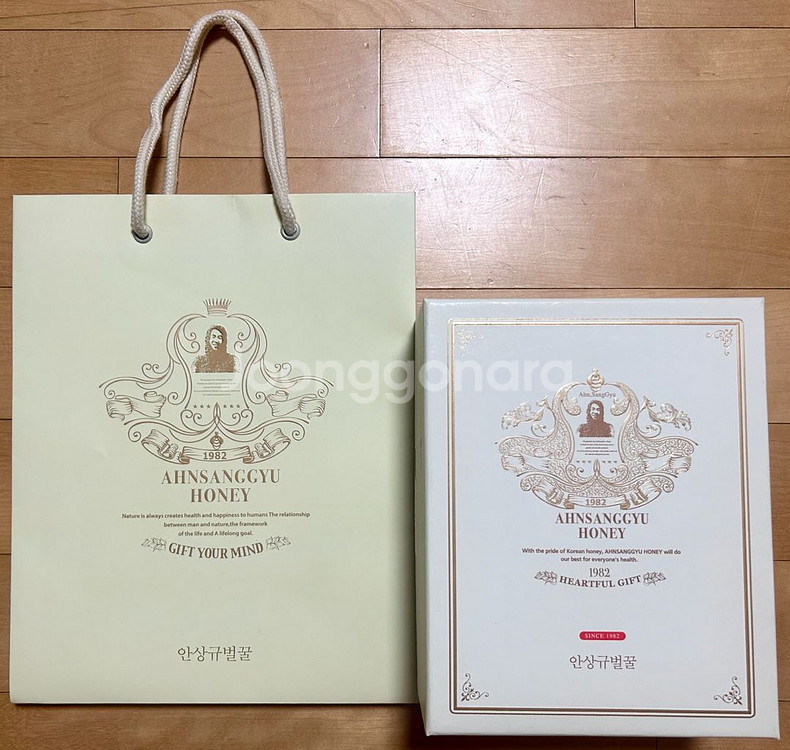 1982
AHNSANGGYU
HONEY
Nature is always creates health and happiness to humans The relationship
between man and nature,the framework
of the life and A lifelong goal.
GIFT YOUR MIND
안상규벌꿀
Ahn,SangGyu
1982
AHNSANGGYU
HONEY
With the pride of Korean honey, AHNSANGGYU HONEY will do
our best for everyone's health.
1982
HEARTFUL GIFT
SINCE 1982
안상규벌꿀
joonggonara